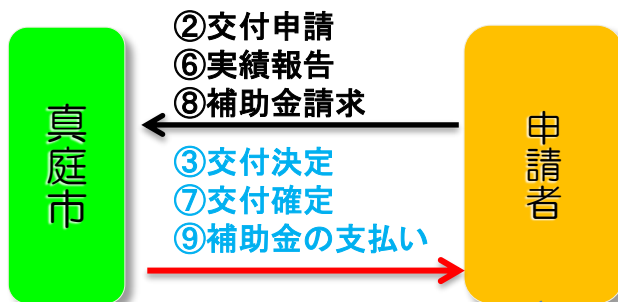 ②交付申請
⑥実績報告
⑧補助金請求
真庭市
申請者
③交付決定
⑦交付確定
⑨補助金の支払い